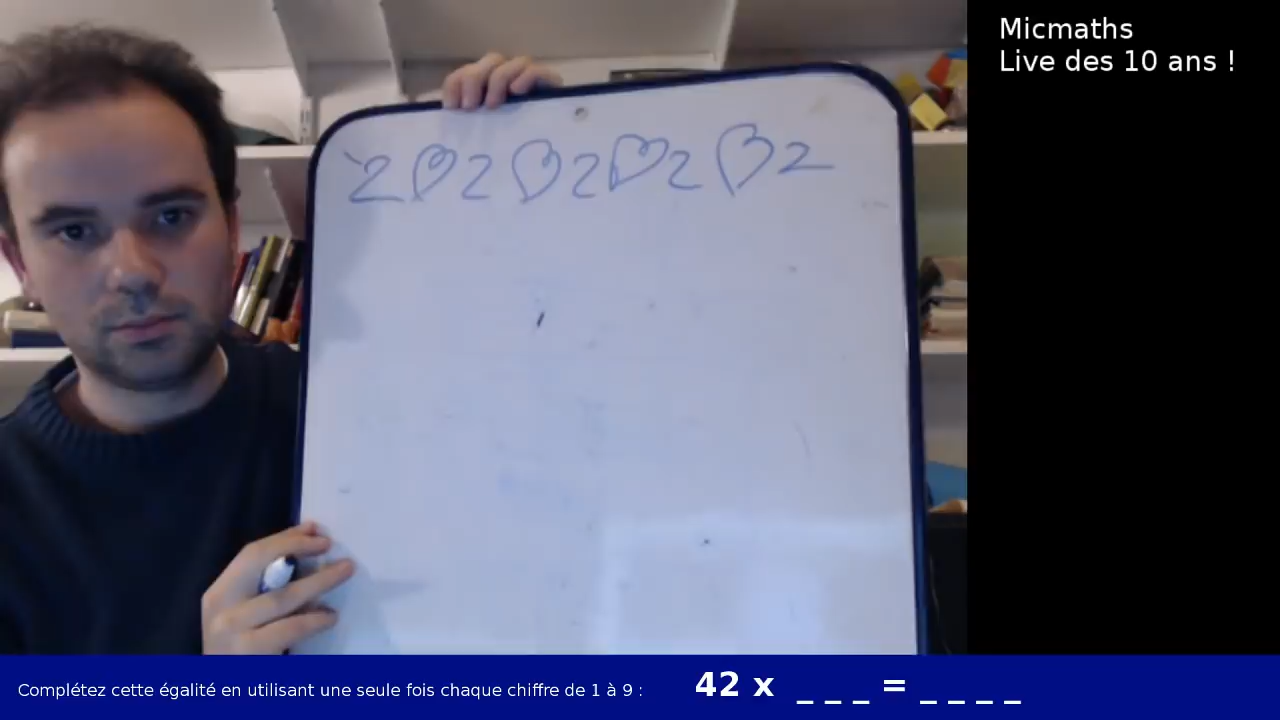 Micmaths
Live des 10 ans !
2 ♡ 2 ♡ 2 ♡ 2 ♡ 2
Complétez cette égalité en utilisant une seule fois chaque chiffre de 1 à 9 : 42 x _ _ _ = _ _ _ _